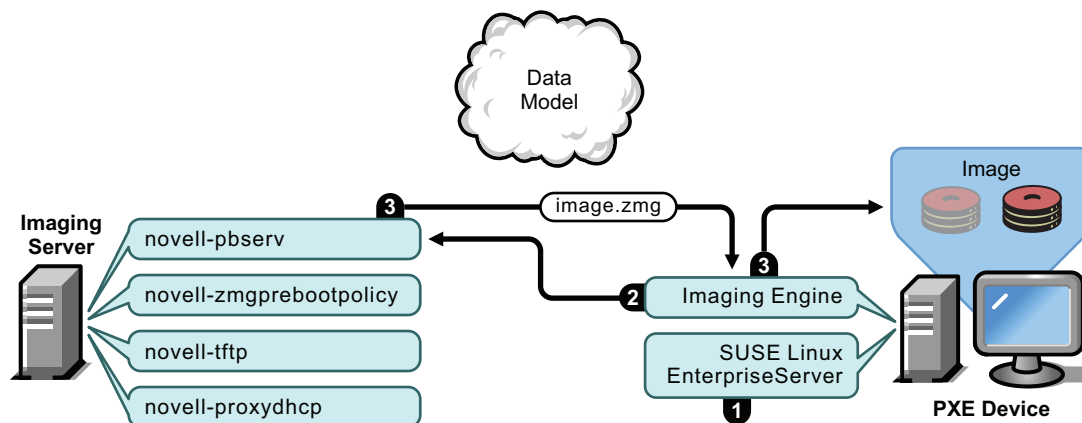 Data
Model
Image
3
image.zmg
Imaging
Server
novell-pbserv
3
2
Imaging Engine
novell-zmgprebootpolicy
novell-tftp
SUSE Linux
EnterpriseServer
novell-proxydhcp
1
PXE Device